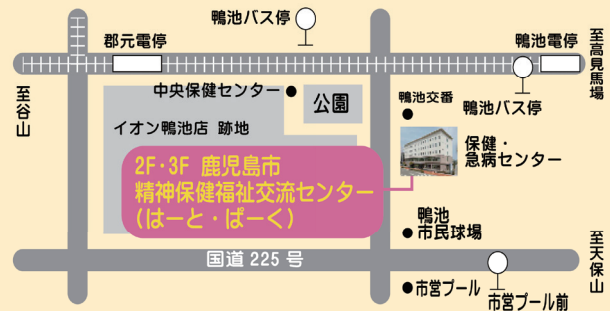 鴨池バス停
郡元電停
鴨池電停
至高見馬場
至谷山
中央保健センター
公園
鴨池交番
鴨池バス停
イオン鴨池店 跡地
保健・
急病センター
2F・3F 鹿児島市
精神保健福祉交流センター
(はーと・ぱーく)
鴨池
市民球場
至天保山
国道225号
市営プール
市営プール前